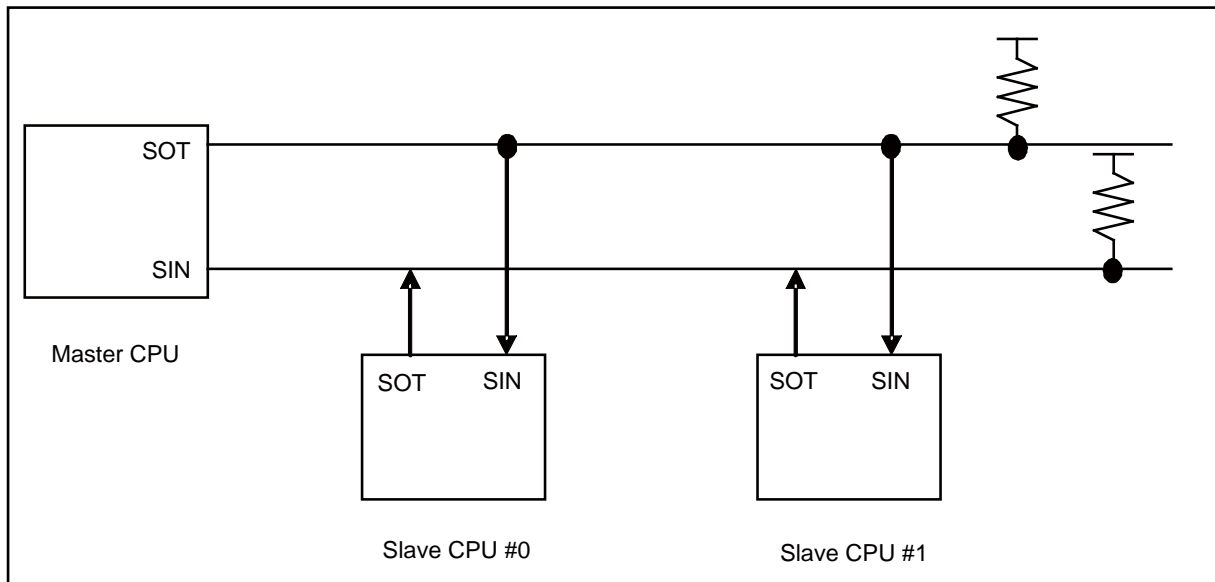 SOT
SIN
Master CPU
SOT SIN
SOT SIN
Slave CPU #0
Slave CPU #1